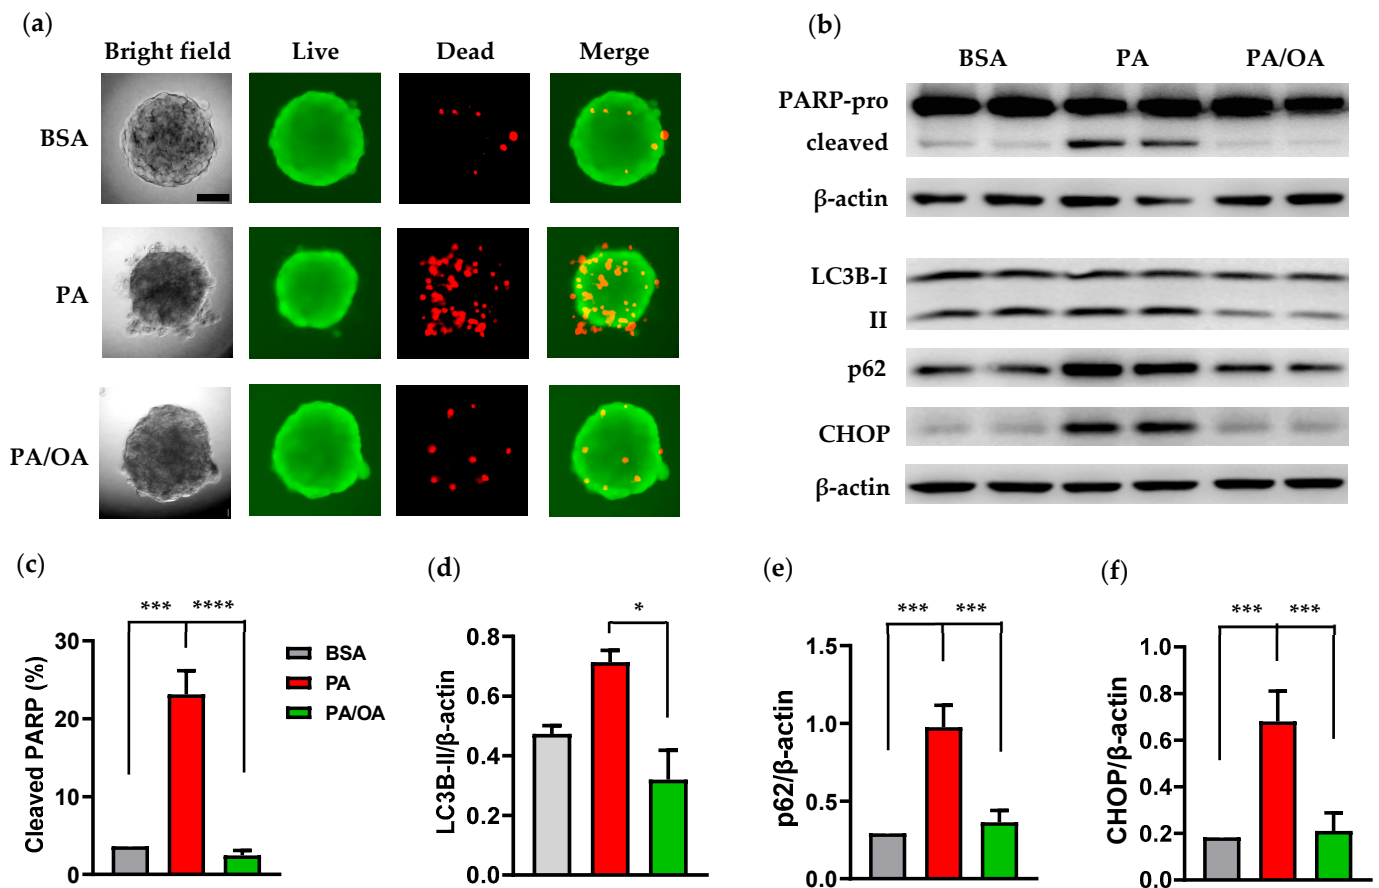 (a)
Bright field Live Dead Merge
BSA
PA
PA/OA
(b)
BSA PA PA/OA
PARP-pro
cleaved
β-actin
LC3B-I
II
p62
CHOP
β-actin
(c)
*** ****
30
20
10
0
Cleaved PARP (%)
BSA
PA
PA/OA
(d)
*
0.8
0.6
0.4
0.2
0.0
LC3B-II/β-actin
(e)
*** ***
1.5
1.0
0.5
0.0
p62/β-actin
(f)
*** ***
1.0
0.8
0.6
0.4
0.2
0.0
CHOP/β-actin